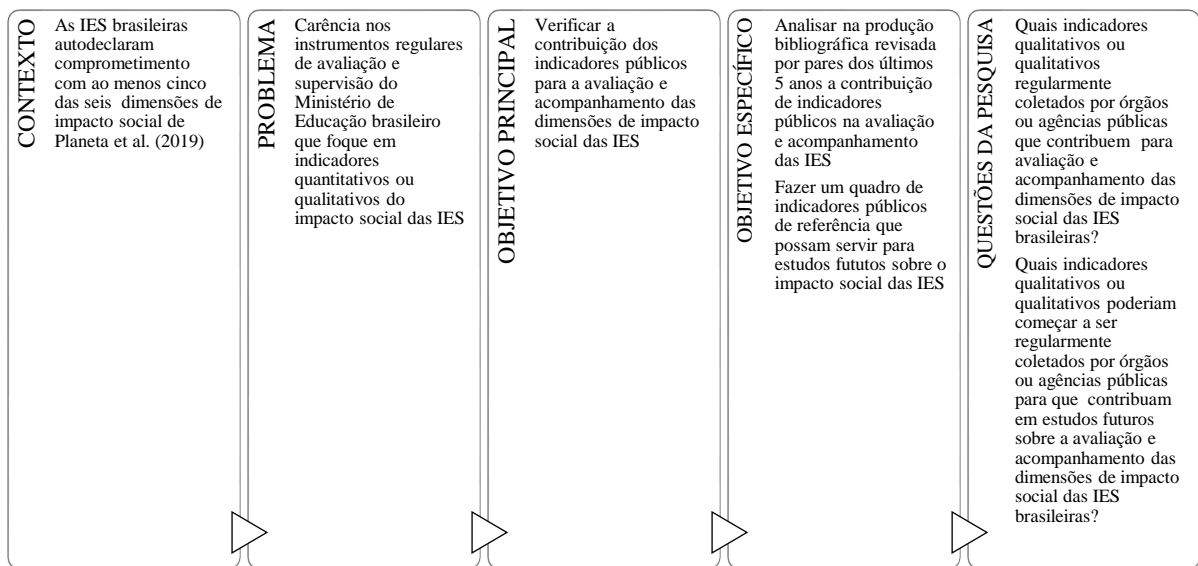 CONTEXTO
As IES brasileiras
autodeclaram
comprometimento
com ao menos cinco
das seis dimensões de
impacto social de
Planeta et al. (2019)
PROBLEMA
Carência nos
instrumentos regulares
de avaliação e
supervisão do
Ministério de
Educação brasileiro
que foque em
indicadores
quantitativos ou
qualitativos do
impacto social das IES
OBJETIVO PRINCIPAL
Verificar a
contribuição dos
indicadores públicos
para a avaliação e
acompanhamento das
dimensões de impacto
social das IES
OBJETIVO ESPECÍFICO
Analisar na produção
bibliográfica revisada
por pares dos últimos
5 anos a contribuição
de indicadores
públicos na avaliação
e acompanhamento
das IES
Fazer um quadro de
indicadores públicos
de referência que
possam servir para
estudos fututos sobre o
impacto social das IES
QUESTÕES DA PESQUISA
Quais indicadores
qualitativos ou
qualitativos
regularmente
coletados por órgãos
ou agências públicas
que contribuem para
avaliação e
acompanhamento das
dimensões de impacto
social das IES
brasileiras?
Quais indicadores
qualitativos ou
qualitativos poderiam
começar a ser
regularmente
coletados por órgãos
ou agências públicas
para que contribuam
em estudos futuros
sobre a avaliação e
acompanhamento das
dimensões de impacto
social das IES
brasileiras?